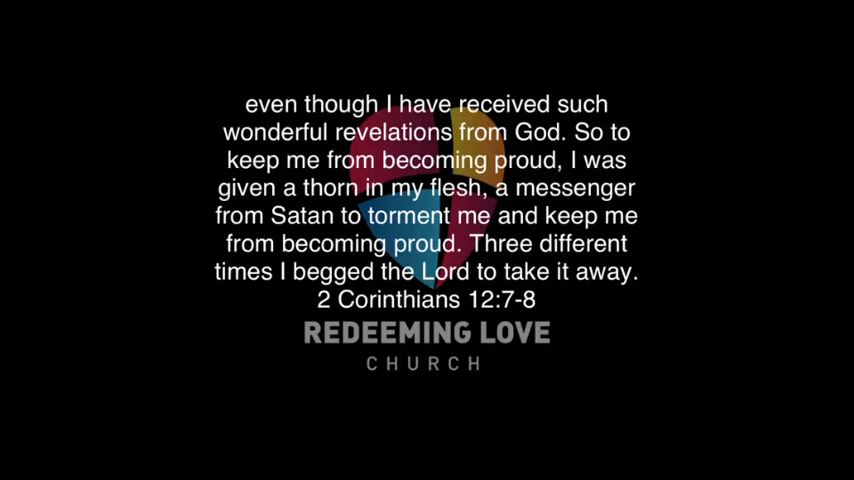 even though I have received such
wonderful revelations from God. So to
keep me from becoming proud, I was
given a thorn in my flesh, a messenger
from Satan to torment me and keep me
from becoming proud. Three different
times I begged the Lord to take it away.
2 Corinthians 12:7-8
REDEEMING LOVE
CHURCH